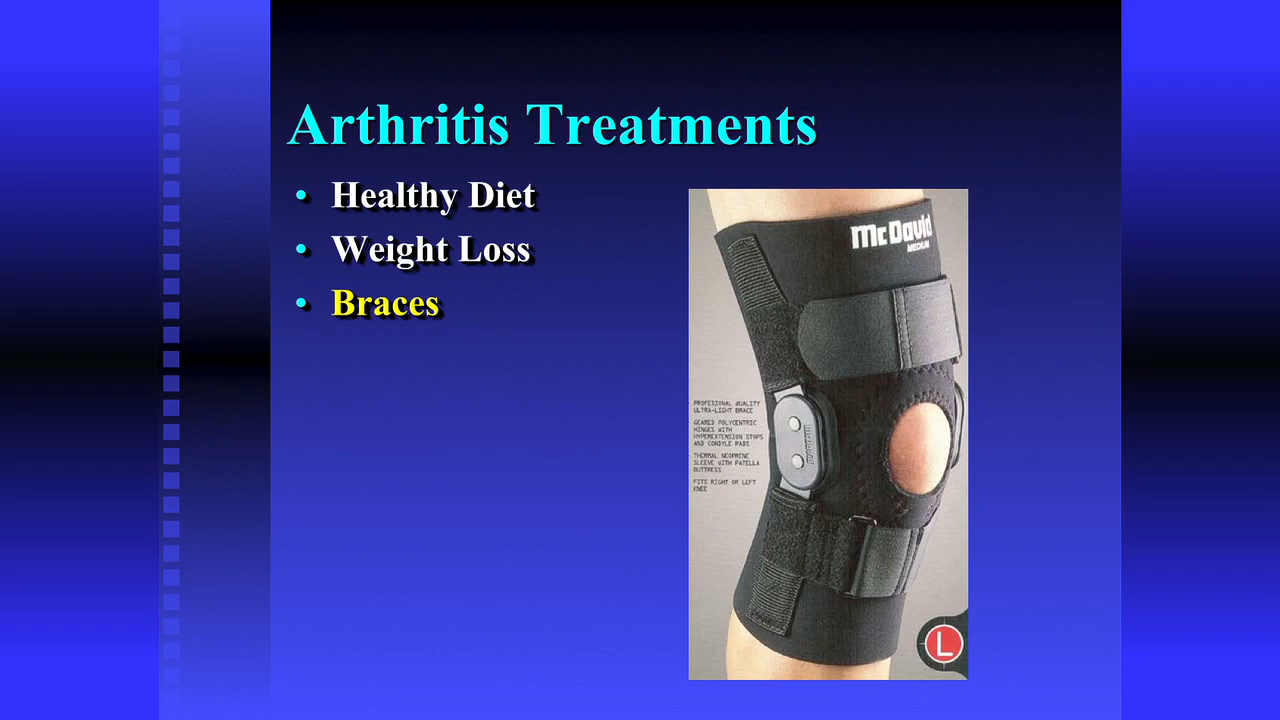 Arthritis Treatments
• Healthy Diet
• Weight Loss
• Braces
McDavid
MEDIUM
PROFESIONAL QUALITY
ULTRA-LIGHT BRACE
GEARED POLYCENTRIC
HINGES WITH
HYPEREXTENSION STOPS
AND CONDYLE PADS
THERMAL NEOPRENE
SLEEVE WITH PATELLA
BUTTRESS
FITS RIGHT OR LEFT
KNEE
L